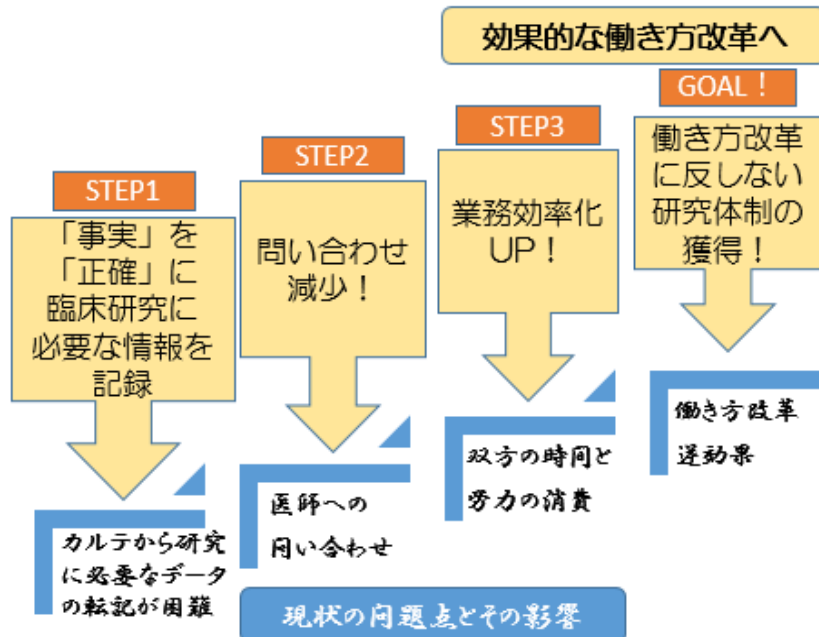 効果的な働き方改革へ
GOAL！
働き方改革
に反しない
研究体制の
獲得！
STEP3
業務効率化
UP！
STEP2
問い合わせ
減少！
STEP1
「事実」を
「正確」に
臨床研究に
必要な情報を
記録
カルテから研究
に必要なデータ
の転記が困難
医師への
問い合わせ
双方の時間と
労力の消費
働き方改革
逆効果
現状の問題点とその影響